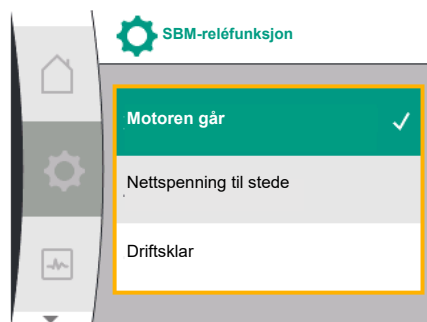 SBM-reléfunksjon
Motoren går
Nettspenning til stede
Driftsklar